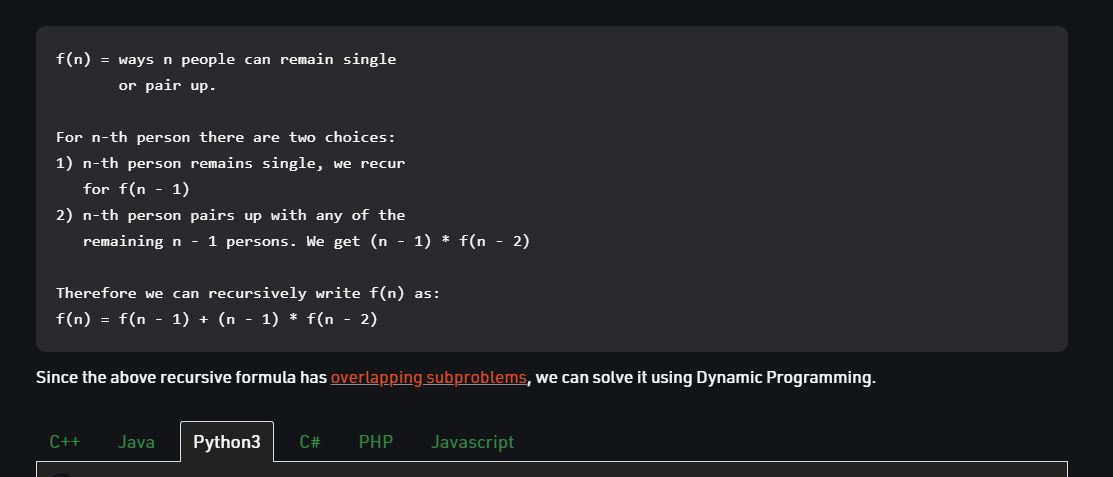 f(n) = ways n people can remain single
or pair up.
For n-th person there are two choices:
1) n-th person remains single, we recur
for f(n - 1)
2) n-th person pairs up with any of the
remaining n - 1 persons. We get (n - 1) * f(n - 2)
Therefore we can recursively write f(n) as:
f(n) = f(n - 1) + (n - 1) * f(n - 2)
Since the above recursive formula has overlapping subproblems, we can solve it using Dynamic Programming.
C++ Java Python3 C# PHP Javascript